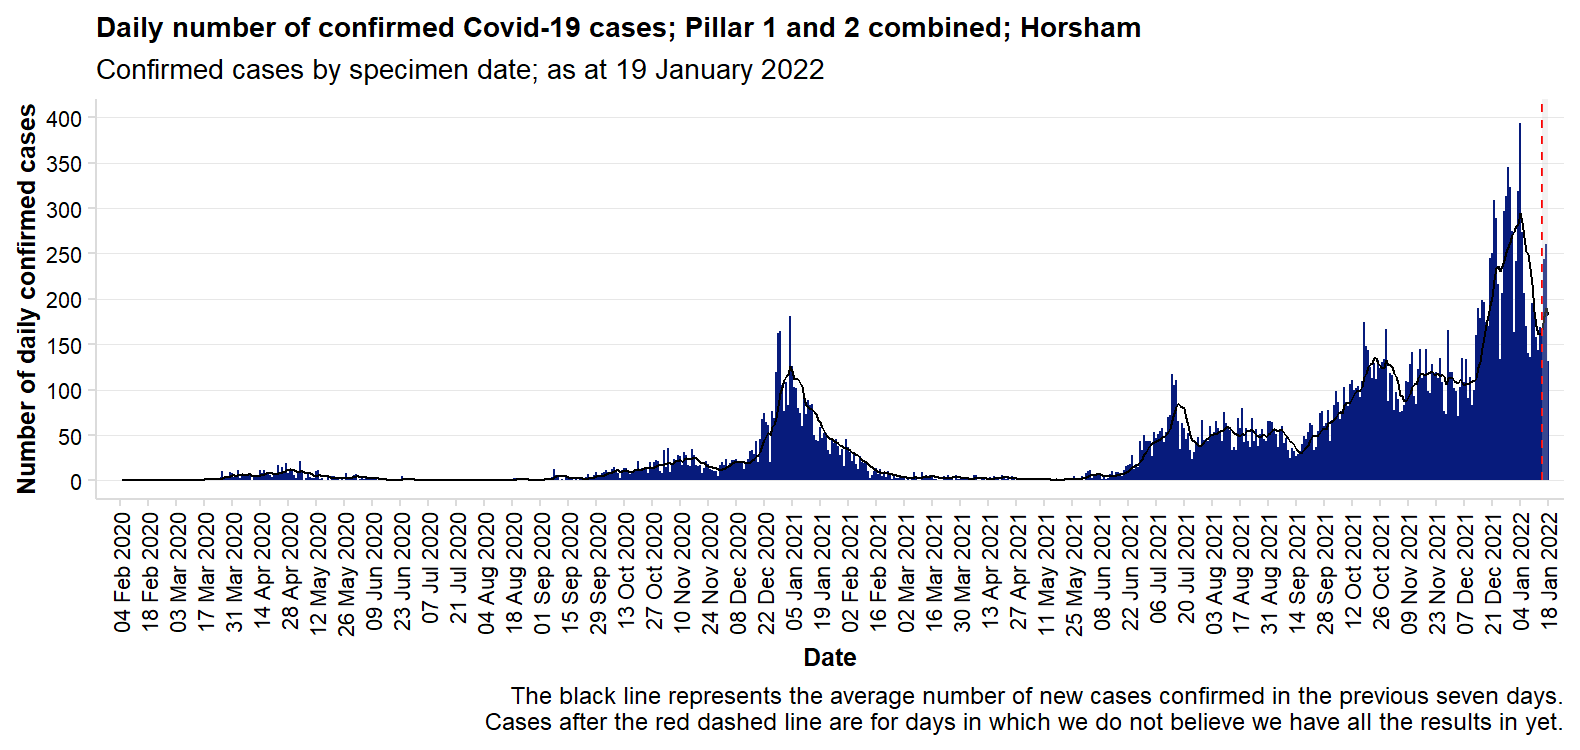 Daily number of confirmed Covid-19 cases; Pillar 1 and 2 combined; Horsham
Confirmed cases by specimen date; as at 19 January 2022
Number of daily confirmed cases
400
350
300
250
200
150
100
50
0
04 Feb 2020
18 Feb 2020
03 Mar 2020
17 Mar 2020
31 Mar 2020
14 Apr 2020
28 Apr 2020
12 May 2020
26 May 2020
09 Jun 2020
23 Jun 2020
07 Jul 2020
21 Jul 2020
04 Aug 2020
18 Aug 2020
01 Sep 2020
15 Sep 2020
29 Sep 2020
13 Oct 2020
27 Oct 2020
10 Nov 2020
24 Nov 2020
08 Dec 2020
22 Dec 2020
05 Jan 2021
19 Jan 2021
02 Feb 2021
16 Feb 2021
02 Mar 2021
16 Mar 2021
30 Mar 2021
13 Apr 2021
27 Apr 2021
11 May 2021
25 May 2021
08 Jun 2021
22 Jun 2021
06 Jul 2021
20 Jul 2021
03 Aug 2021
17 Aug 2021
31 Aug 2021
14 Sep 2021
28 Sep 2021
12 Oct 2021
26 Oct 2021
09 Nov 2021
23 Nov 2021
07 Dec 2021
21 Dec 2021
04 Jan 2022
18 Jan 2022
Date
The black line represents the average number of new cases confirmed in the previous seven days.
Cases after the red dashed line are for days in which we do not believe we have all the results in yet.